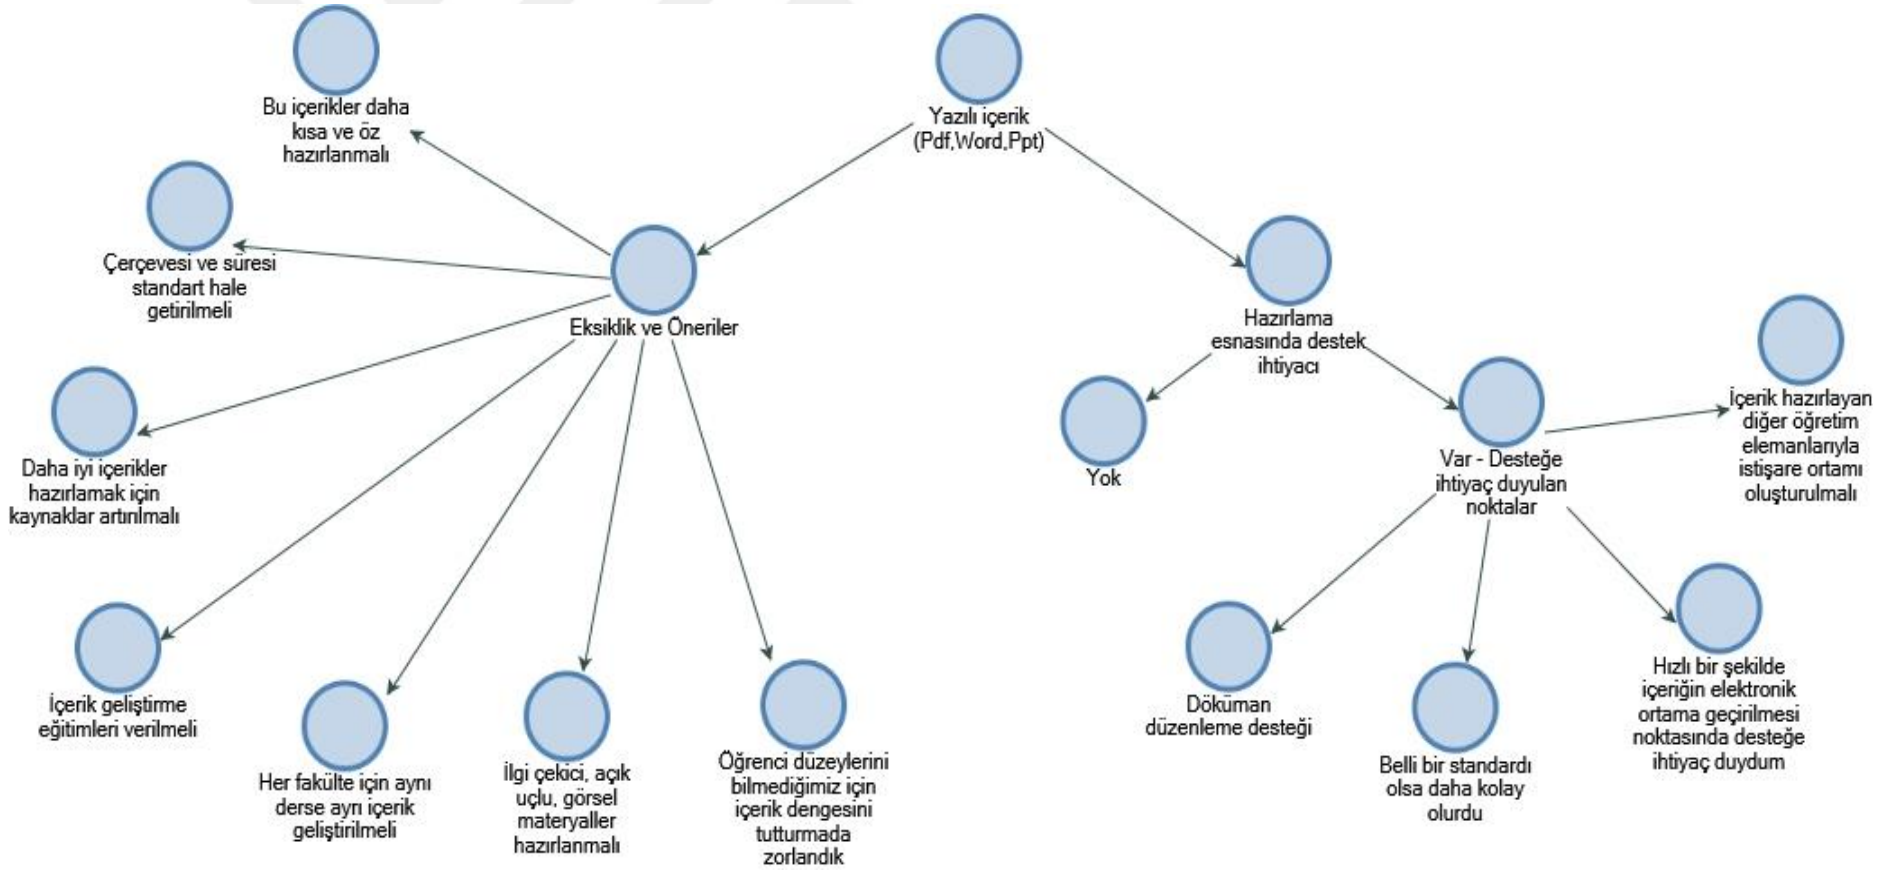 Yazılı içerik
(Pdf,Word,Ppt)
Bu içerikler daha
kısa ve öz
hazırlanmalı
Çerçevesi ve süresi
standart hale
getirilmeli
Eksiklik ve Öneriler
Hazırlama
esnasında destek
ihtiyacı
Daha iyi içerikler
hazırlamak için
kaynaklar artırılmalı
Yok
Var - Desteğe
ihtiyaç duyulan
noktalar
İçerik hazırlayan
diğer öğretim
elemanlarıyla
istişare ortamı
oluşturulmalı
İçerik geliştirme
eğitimleri verilmeli
Her fakülte için aynı
derse ayrı içerik
geliştirilmeli
İlgi çekici, açık
uçlu, görsel
materyaller
hazırlanmalı
Öğrenci düzeylerini
bilmediğimiz için
içerik dengesini
tutturmada
zorlandık
Döküman
düzenleme desteği
Belli bir standardı
olsa daha kolay
olurdu
Hızlı bir şekilde
içeriğin elektronik
ortama geçirilmesi
noktasında desteğe
ihtiyaç duydum